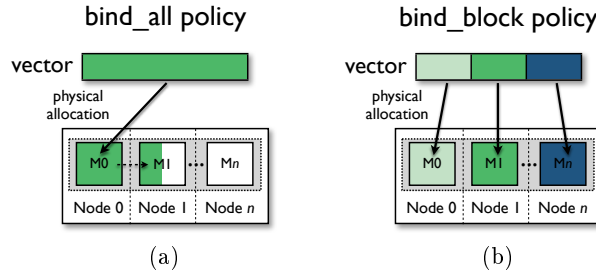 bind_all policy
vector
physical
allocation
M0 M1 ••• Mn
Node 0 Node 1 Node n
(a)
bind_block policy
vector
physical
allocation
M0 M1 ••• Mn
Node 0 Node 1 Node n
(b)